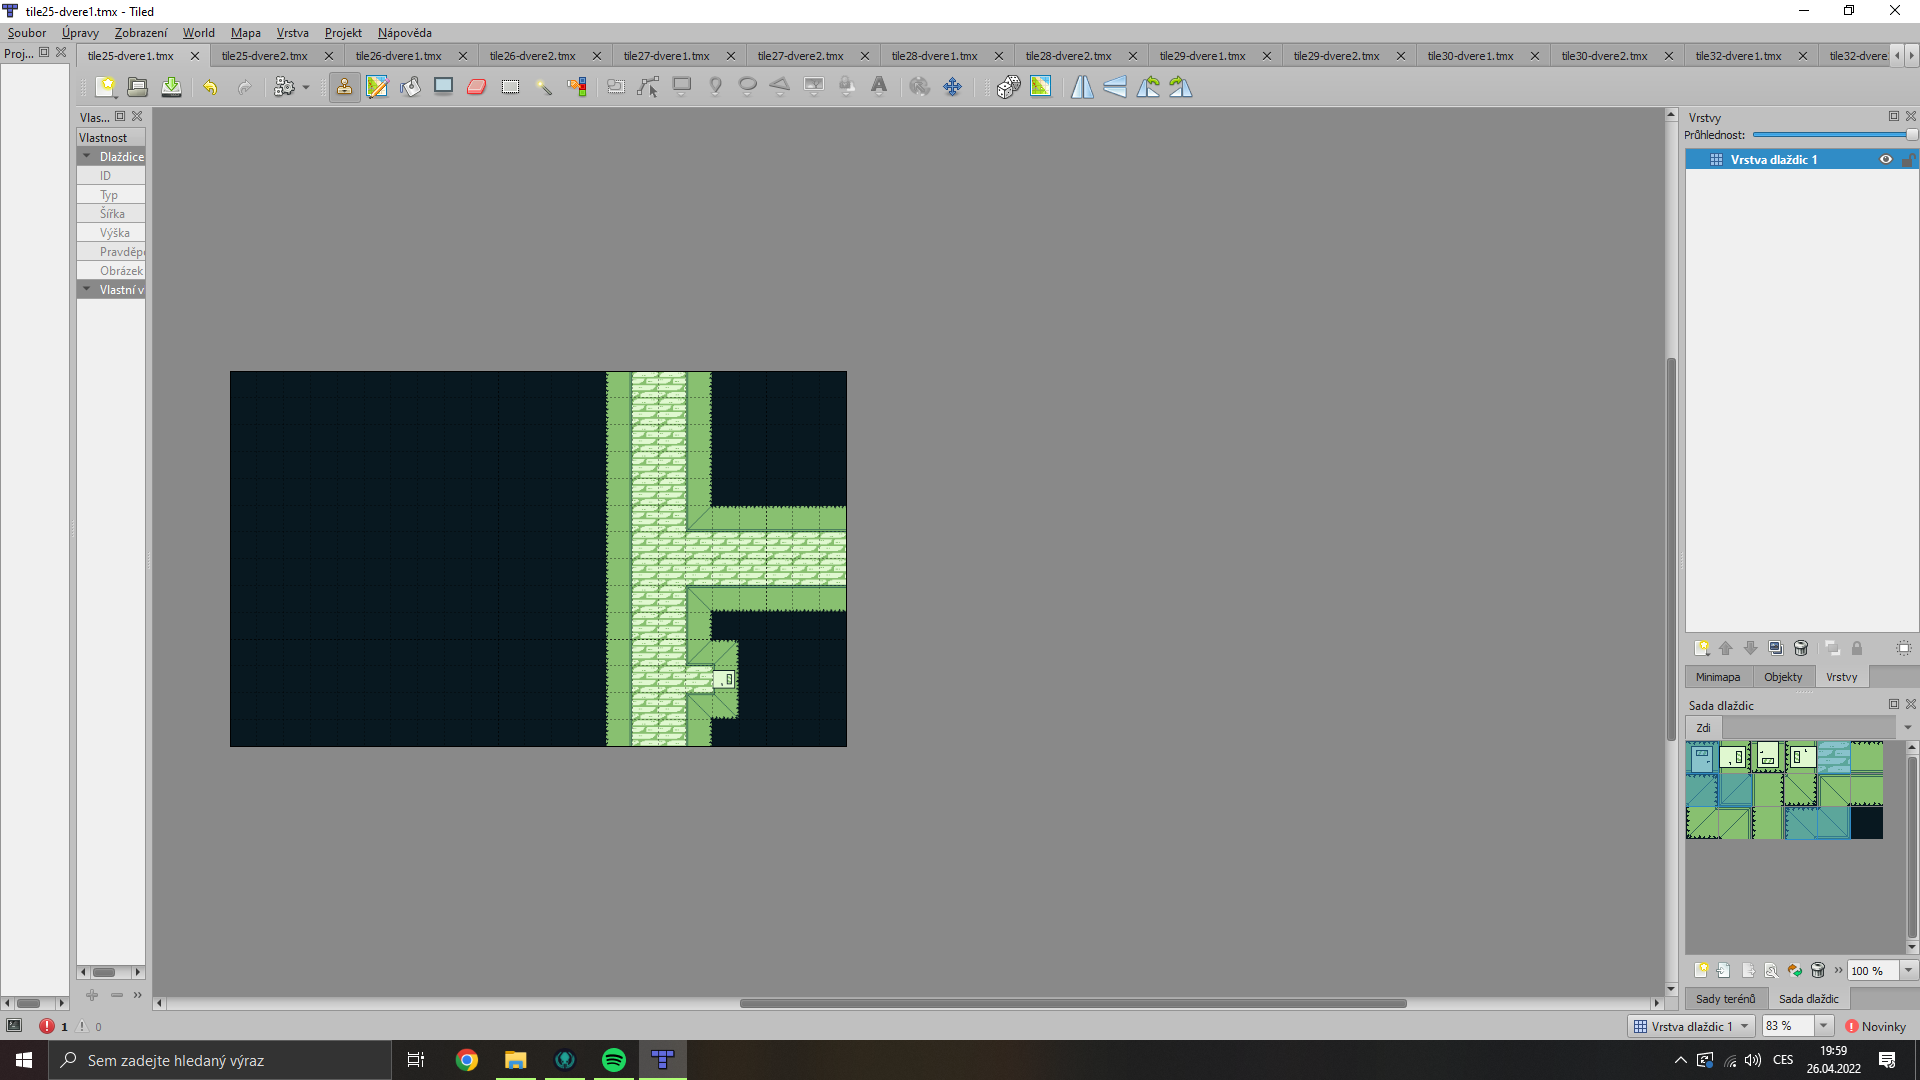 tile25-dvere1.tmx - Tiled
Soubor Úpravy Zobrazení World Mapa Vrstva Projekt Nápověda
Proj... tile25-dvere1.tmx tile25-dvere2.tmx tile26-dvere1.tmx tile26-dvere2.tmx tile27-dvere1.tmx tile27-dvere2.tmx tile28-dvere1.tmx tile28-dvere2.tmx tile29-dvere1.tmx tile29-dvere2.tmx tile30-dvere1.tmx tile30-dvere2.tmx tile32-dvere1.tmx tile32-dvere
Vlas...
Vlastnost
Dlaždice
ID
Typ
Šířka
Výška
Pravděp
Obrázek
Vlastní v
Vrstvy
Průhlednost:
Vrstva dlaždic 1
Minimapa Objekty Vrstvy
Sada dlaždic
Zdi
100 %
Sady terénů Sada dlaždic
1 0
Vrstva dlaždic 1 83 % Novinky
Sem zadejte hledaný výraz
CES
19:59
26.04.2022